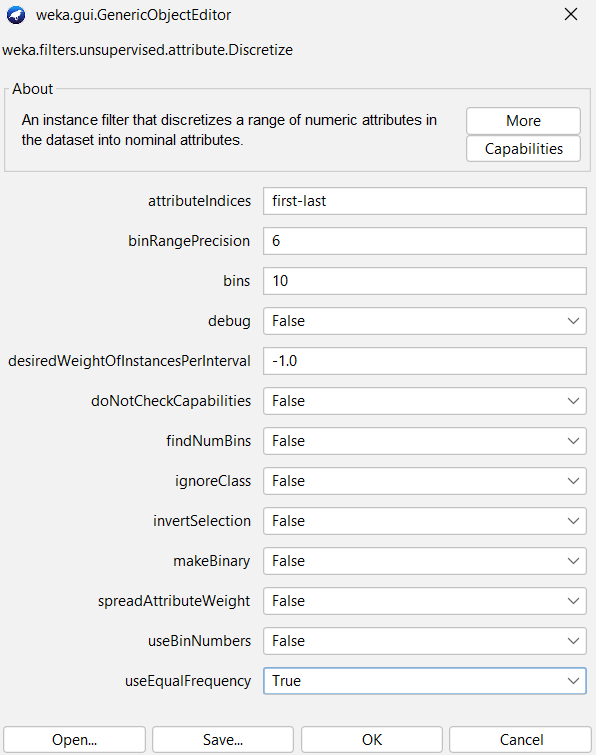 weka.gui.GenericObjectEditor
weka.filters.unsupervised.attribute.Discretize
About
An instance filter that discretizes a range of numeric attributes in
the dataset into nominal attributes.
More
Capabilities
attributeIndices first-last
binRangePrecision 6
bins 10
debug False
desiredWeightOfInstancesPerInterval -1.0
doNotCheckCapabilities False
findNumBins False
ignoreClass False
invertSelection False
makeBinary False
spreadAttributeWeight False
useBinNumbers False
useEqualFrequency True
Open... Save... OK Cancel